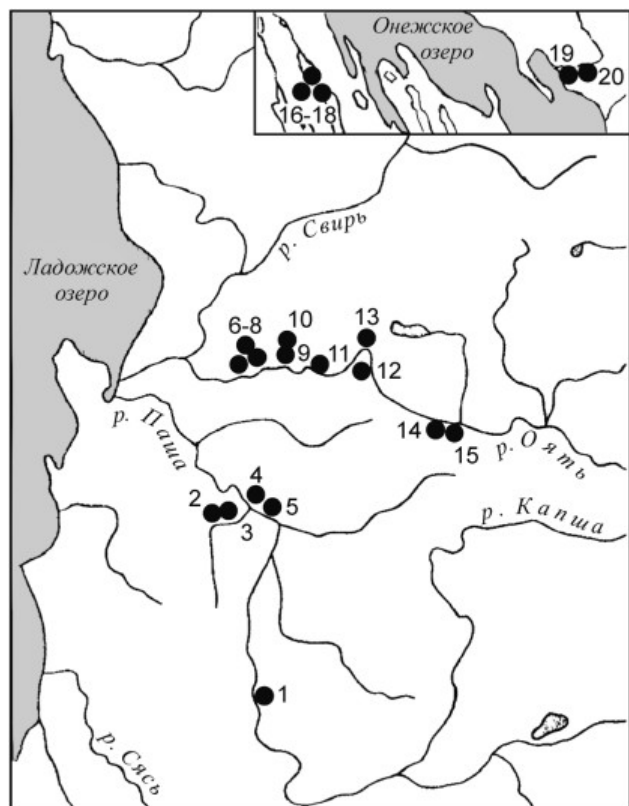 Онежское
озеро
19
20
16-18
р. Свирь
Ладожское
озеро
10
13
6-8
9
11
12
р. Паша
14
15
р. Оять
4
2
5
3
р. Капша
1
р. Сясь